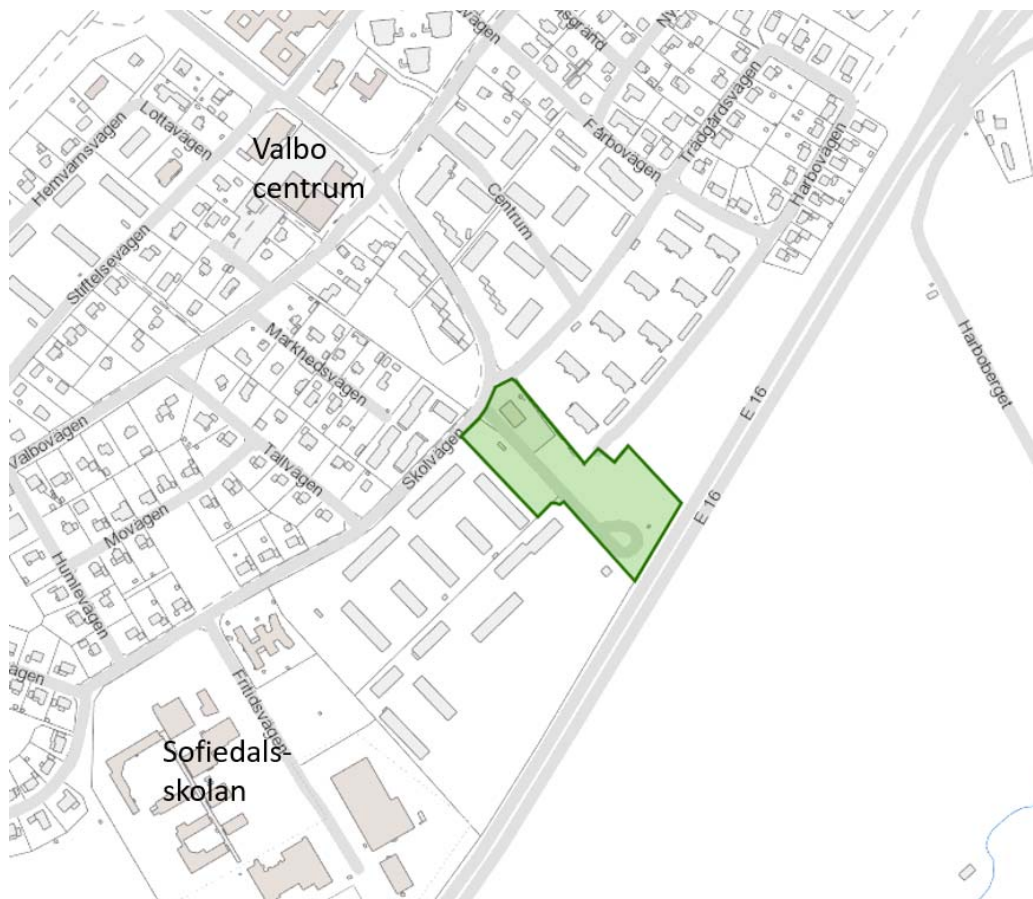 Lottavägen
Hemvärnsvägen
Valbo
centrum
Stiftelsevägen
Centrum
Fårbovägen
Trädgårdsvägen
Harbovägen
Markhedsvägen
Harboberget
E 16
E 16
Valbovägen
Tallvägen
Skolvägen
Movägen
Humlevägen
Fritidsvägen
Sofiedals-
skolan